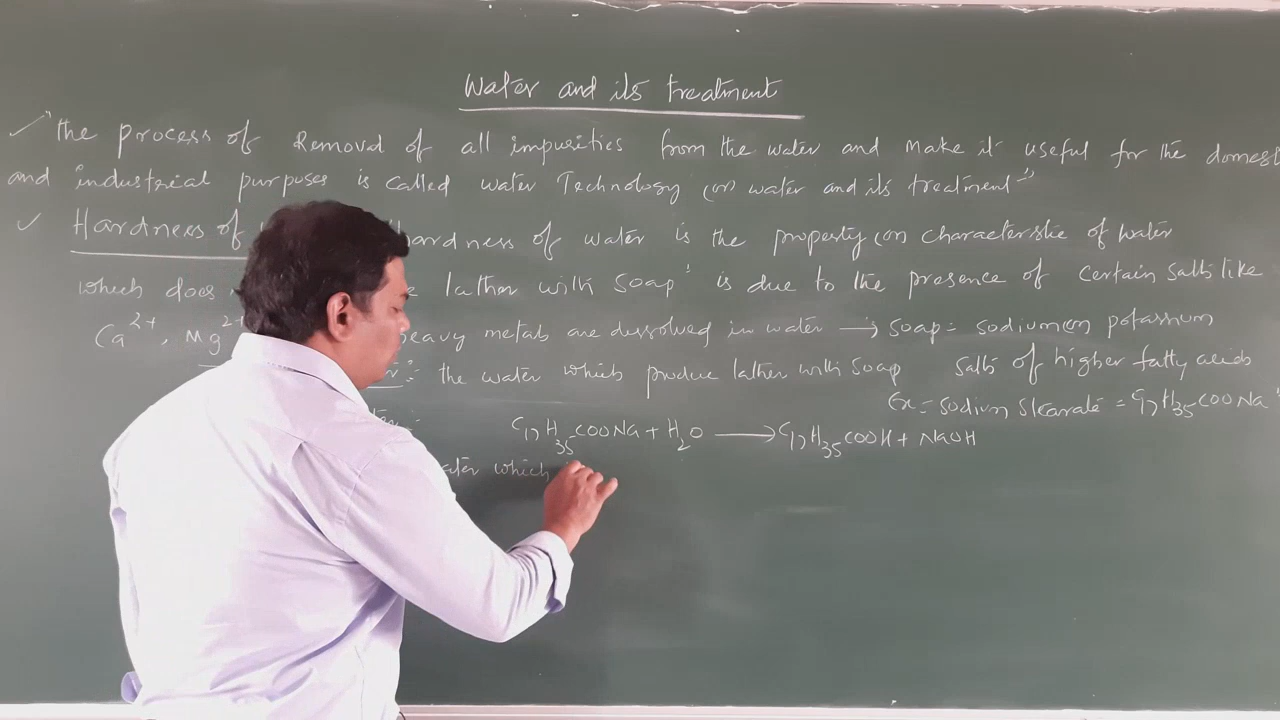 Water and its treatment
"The process of Removal of all impurities from the water and make it useful for the domest
and industrial purposes is called water Technology (or) water and its treatment"
Hardness of ardness of water is the property (or) characterstic of water
which does lather with Soap' is due to the presence of certain salts like
Ca2+, Mg2+ heavy metals are dissolved in water → Soap = Sodium (or) potassium
: the water which produce lather with Soap salts of higher fatty acids
Ex = Sodium Stearate = C17H35COONa
C17H35COONa + H2O → C17H35COOH + NaOH
ater which